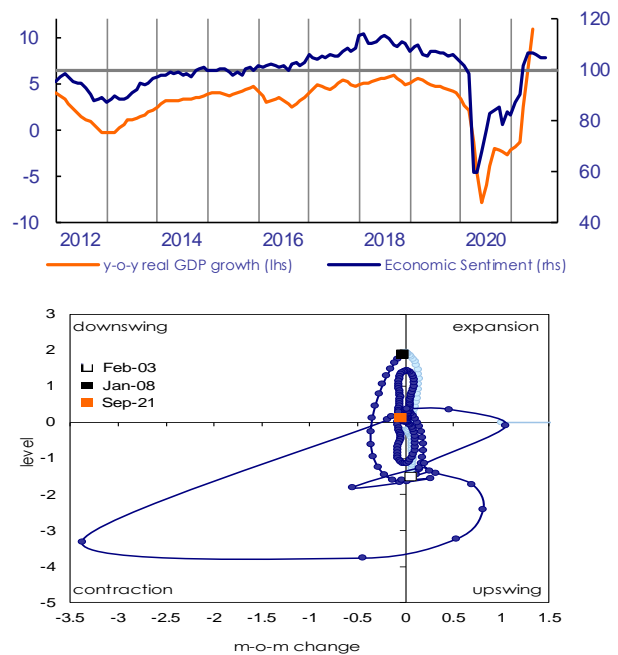 10
5
0
-5
-10
120
100
80
60
40
2012 2014 2016 2018 2020
y-o-y real GDP growth (lhs) Economic Sentiment (rhs)
3
2
1
0
-1
-2
-3
-4
-5
level
downswing expansion
Feb-03
Jan-08
Sep-21
contraction upswing
-3.5 -3 -2.5 -2 -1.5 -1 -0.5 0 0.5 1 1.5
m-o-m change